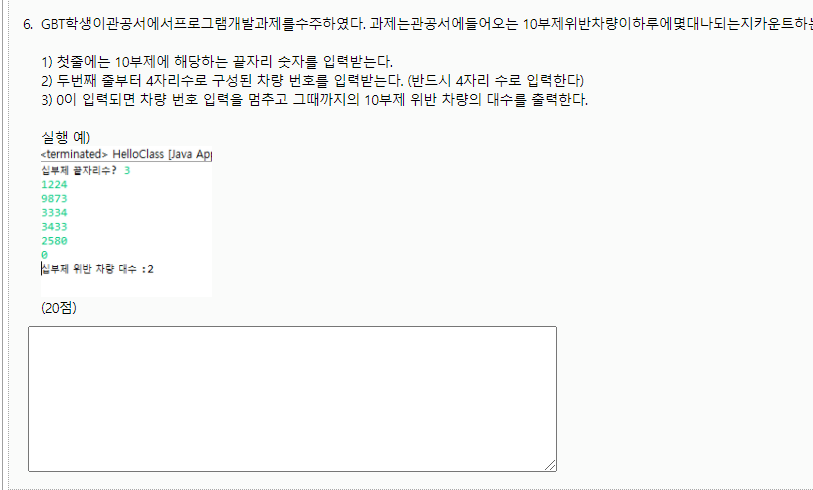 6. GBT학생이관공서에서프로그램개발과제를수주하였다. 과제는관공서에들어오는 10부제위반차량이하루에몇대나되는지카운트하는
1) 첫줄에는 10부제에 해당하는 끝자리 숫자를 입력받는다.
2) 두번째 줄부터 4자리수로 구성된 차량 번호를 입력받는다. (반드시 4자리 수로 입력한다)
3) 0이 입력되면 차량 번호 입력을 멈추고 그때까지의 10부제 위반 차량의 대수를 출력한다.
실행 예)
<terminated> HelloClass [Java Ap
십부제 끝자리수? 3
1224
9873
3334
3433
2580
0
십부제 위반 차량 대수 :2
(20점)